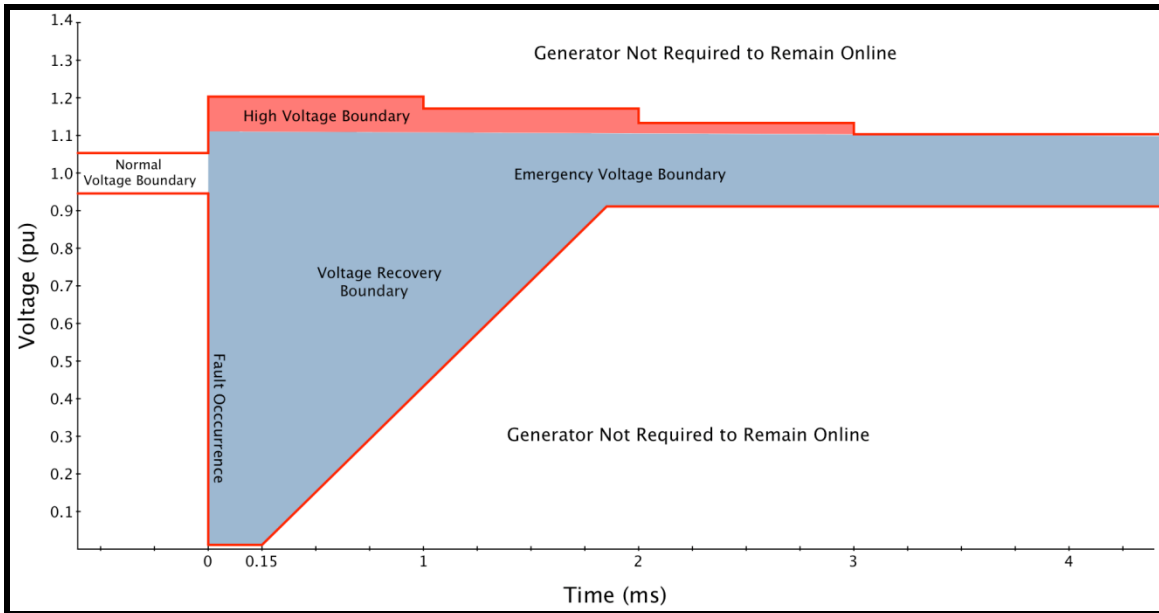 1.4
Generator Not Required to Remain Online
1.3
1.2
High Voltage Boundary
1.1
Normal
Voltage Boundary
1.0
Emergency Voltage Boundary
0.9
0.8
Voltage Recovery
Boundary
0.7
0.6
0.5
0.4
0.3
0.2
0.1
Voltage (pu)
Fault Occcurrence
Generator Not Required to Remain Online
0
0.15
1
2
3
4
Time (ms)